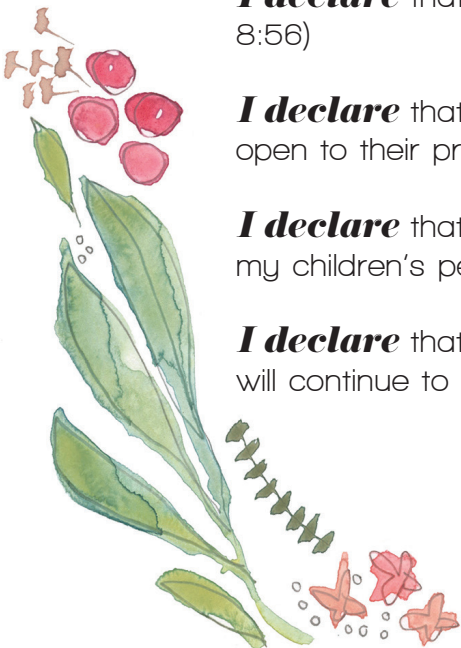 I declare that
8:56)
I declare that
open to their pr
I declare that
my children's pe
I declare that
will continue to